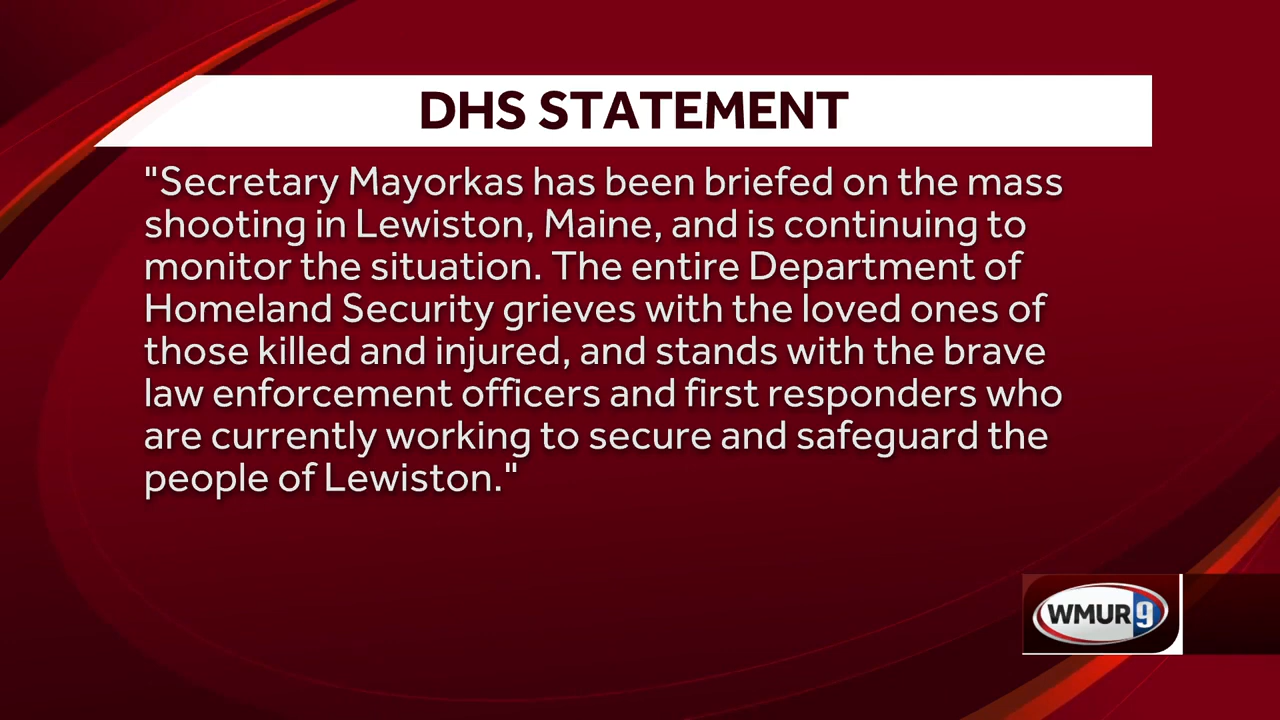 DHS STATEMENT
"Secretary Mayorkas has been briefed on the mass
shooting in Lewiston, Maine, and is continuing to
monitor the situation. The entire Department of
Homeland Security grieves with the loved ones of
those killed and injured, and stands with the brave
law enforcement officers and first responders who
are currently working to secure and safeguard the
people of Lewiston."
WMUR 9